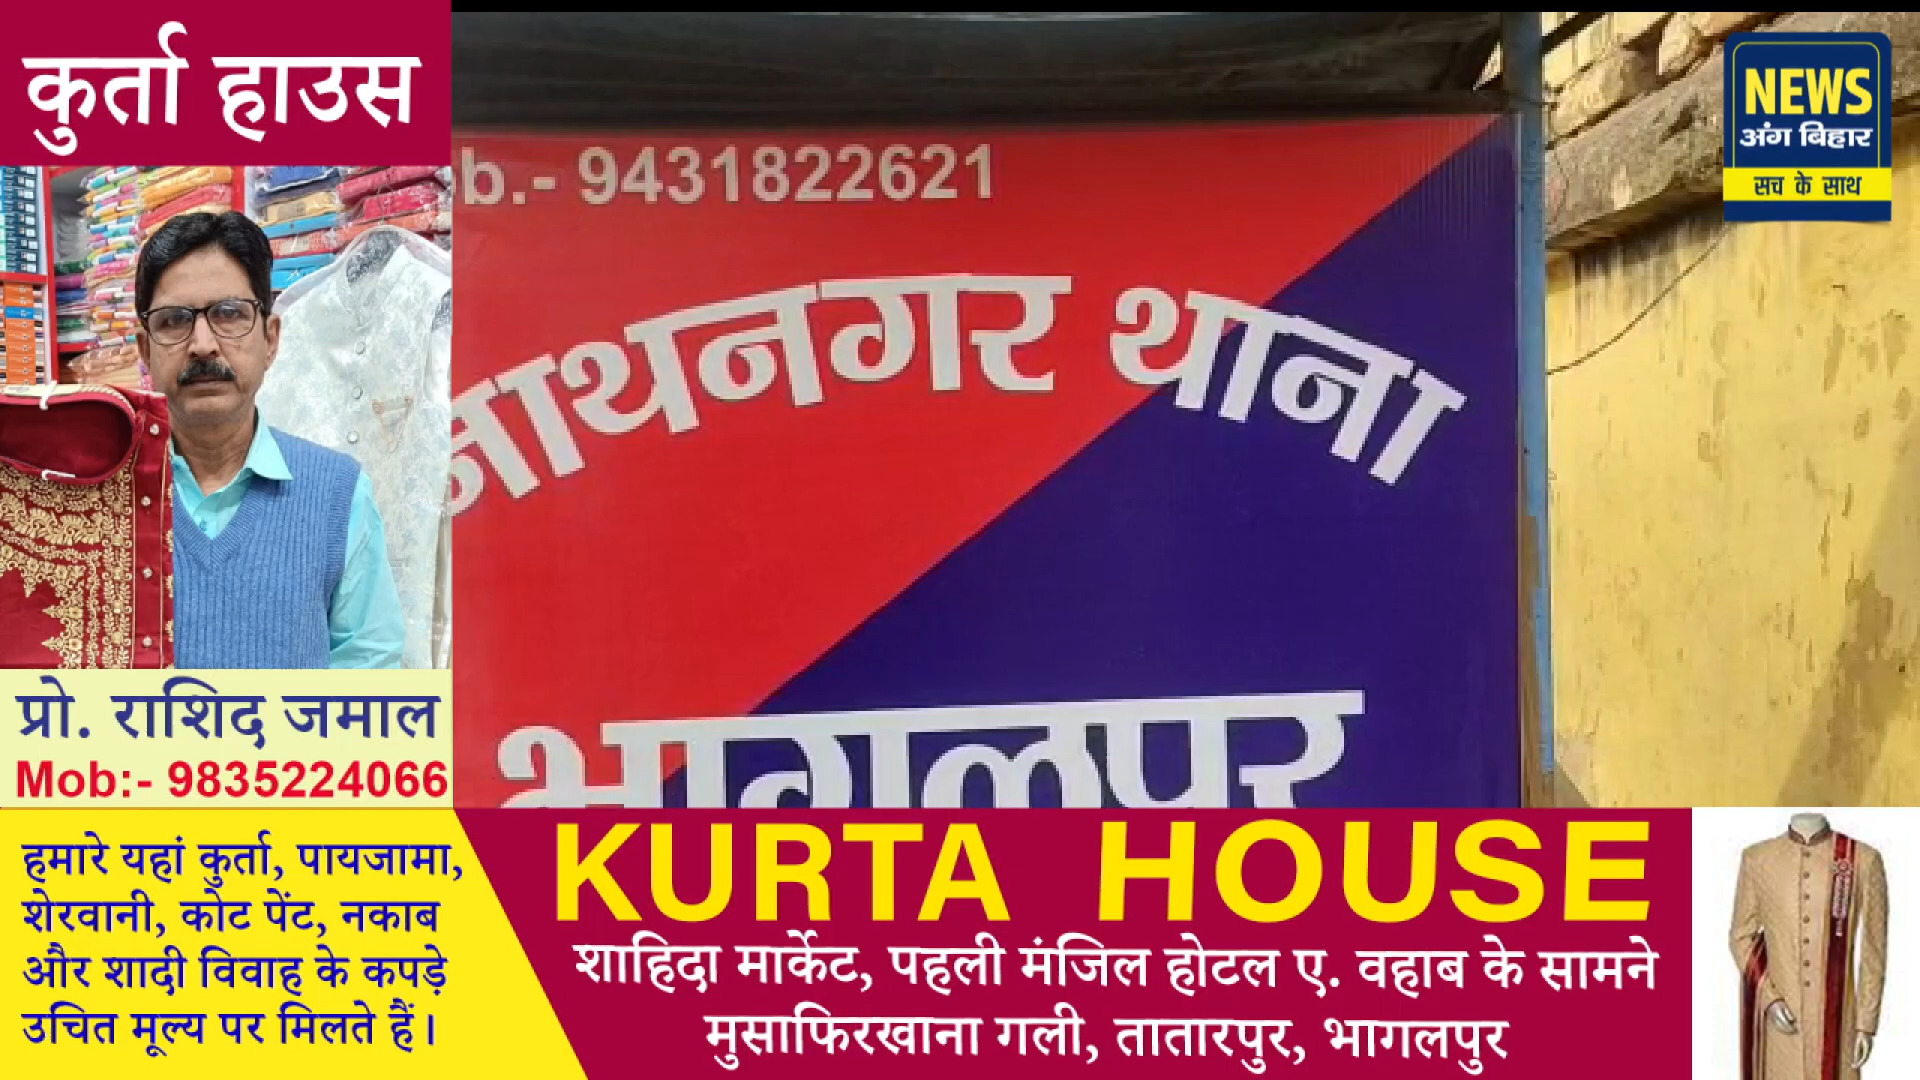 कुर्ता हाउस
b.- 9431822621
NEWS
अंग बिहार
सच के साथ
नाथनगर थाना
भागलपुर
प्रो. राशिद जमाल
Mob:- 9835224066
हमारे यहां कुर्ता, पायजामा,
शेरवानी, कोट पेंट, नकाब
और शादी विवाह के कपड़े
उचित मूल्य पर मिलते हैं।
KURTA HOUSE
शाहिदा मार्केट, पहली मंजिल होटल ए. वहाब के सामने
मुसाफिरखाना गली, तातारपुर, भागलपुर